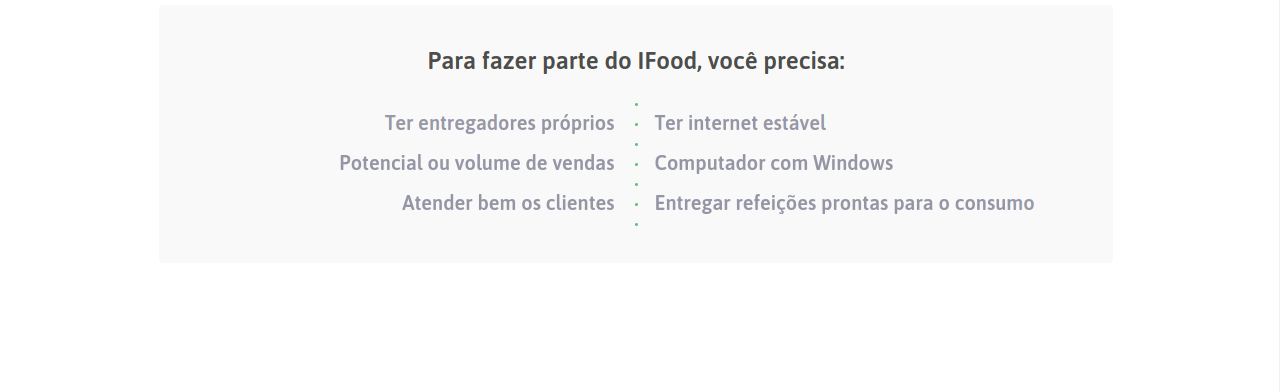 Para fazer parte do IFood, você precisa:
Ter entregadores próprios
Potencial ou volume de vendas
Atender bem os clientes
Ter internet estável
Computador com Windows
Entregar refeições prontas para o consumo